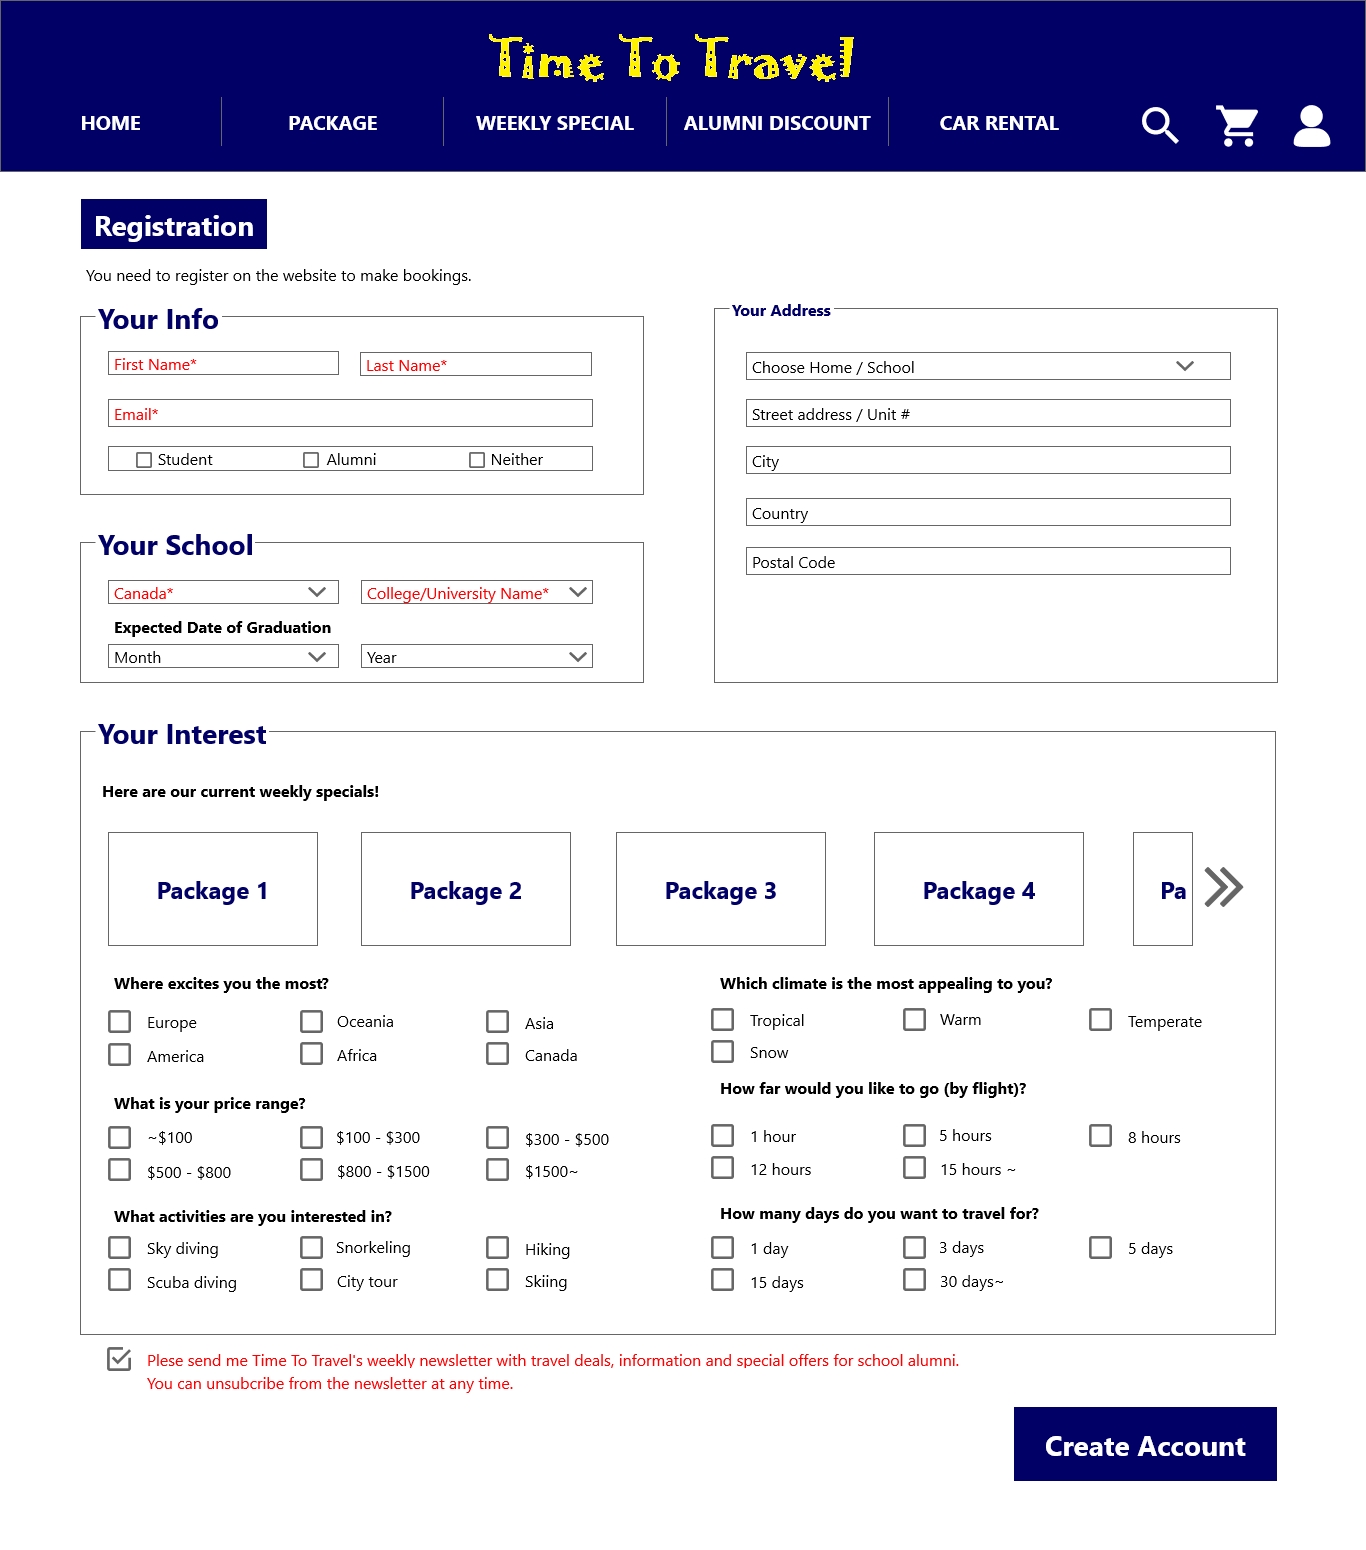 Time To Travel
HOME PACKAGE WEEKLY SPECIAL ALUMNI DISCOUNT CAR RENTAL
Registration
You need to register on the website to make bookings.
Your Info
First Name* Last Name*
Email*
Student Alumni Neither
Your School
Canada* College/University Name*
Expected Date of Graduation
Month Year
Your Address
Choose Home / School
Street address / Unit #
City
Country
Postal Code
Your Interest
Here are our current weekly specials!
Package 1 Package 2 Package 3 Package 4 Pa
Where excites you the most?
Europe Oceania Asia
America Africa Canada
What is your price range?
~$100 $100 - $300 $300 - $500
$500 - $800 $800 - $1500 $1500~
What activities are you interested in?
Sky diving Snorkeling Hiking
Scuba diving City tour Skiing
Which climate is the most appealing to you?
Tropical Warm Temperate
Snow
How far would you like to go (by flight)?
1 hour 5 hours 8 hours
12 hours 15 hours ~
How many days do you want to travel for?
1 day 3 days 5 days
15 days 30 days~
Plese send me Time To Travel's weekly newsletter with travel deals, information and special offers for school alumni.
You can unsubcribe from the newsletter at any time.
Create Account